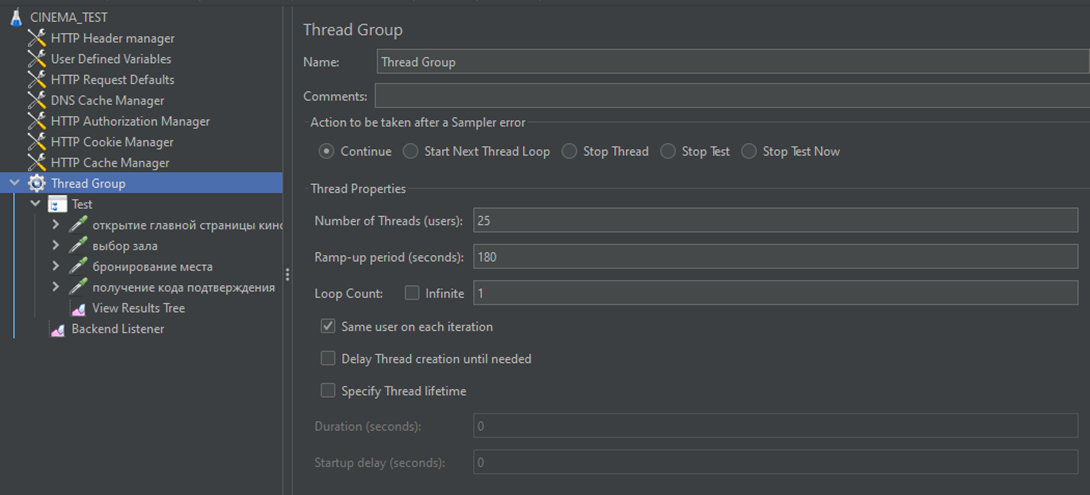 CINEMA_TEST
HTTP Header manager
User Defined Variables
HTTP Request Defaults
DNS Cache Manager
HTTP Authorization Manager
HTTP Cookie Manager
HTTP Cache Manager
Thread Group
Test
открытие главной страницы кино
выбор зала
бронирование места
получение кода подтверждения
View Results Tree
Backend Listener
Thread Group
Name: Thread Group
Comments:
Action to be taken after a Sampler error
Continue Start Next Thread Loop Stop Thread Stop Test Stop Test Now
Thread Properties
Number of Threads (users): 25
Ramp-up period (seconds): 180
Loop Count: Infinite 1
Same user on each iteration
Delay Thread creation until needed
Specify Thread lifetime
Duration (seconds): 0
Startup delay (seconds): 0